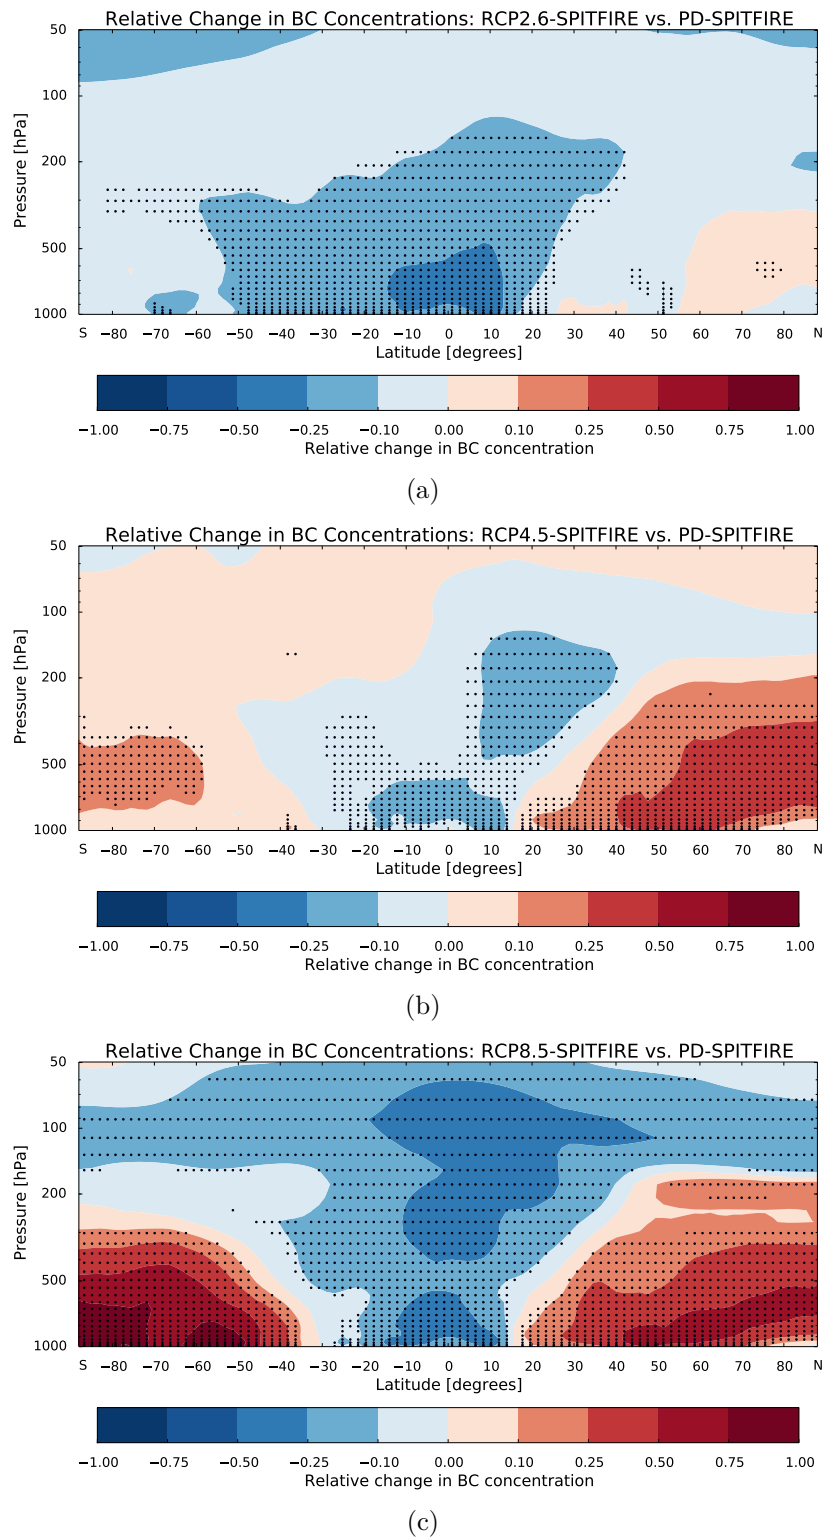 Relative Change in BC Concentrations: RCP2.6-SPITFIRE vs. PD-SPITFIRE
50
100
200
500
1000
Pressure [hPa]
S −80 −70 −60 −50 −40 −30 −20 −10 0 10 20 30 40 50 60 70 80 N
Latitude [degrees]
−1.00 −0.75 −0.50 −0.25 −0.10 0.00 0.10 0.25 0.50 0.75 1.00
Relative change in BC concentration
(a)
Relative Change in BC Concentrations: RCP4.5-SPITFIRE vs. PD-SPITFIRE
50
100
200
500
1000
Pressure [hPa]
S −80 −70 −60 −50 −40 −30 −20 −10 0 10 20 30 40 50 60 70 80 N
Latitude [degrees]
−1.00 −0.75 −0.50 −0.25 −0.10 0.00 0.10 0.25 0.50 0.75 1.00
Relative change in BC concentration
(b)
Relative Change in BC Concentrations: RCP8.5-SPITFIRE vs. PD-SPITFIRE
50
100
200
500
1000
Pressure [hPa]
S −80 −70 −60 −50 −40 −30 −20 −10 0 10 20 30 40 50 60 70 80 N
Latitude [degrees]
−1.00 −0.75 −0.50 −0.25 −0.10 0.00 0.10 0.25 0.50 0.75 1.00
Relative change in BC concentration
(c)